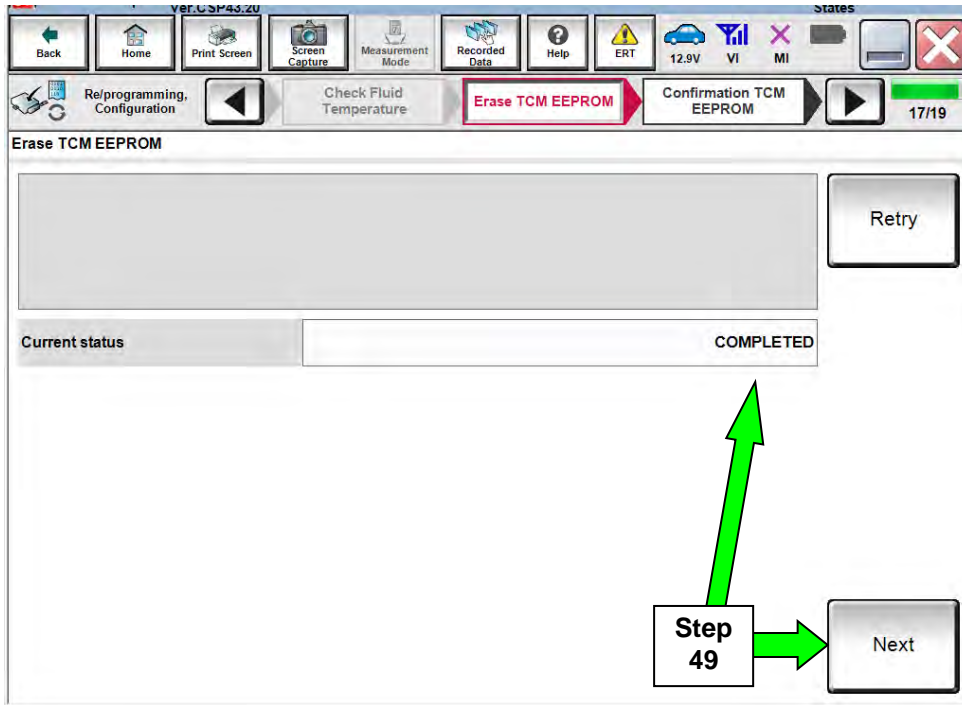 Ver.CSP43.20
States
Back
Home
Print Screen
Screen
Capture
Measurement
Mode
Recorded
Data
Help
ERT
12.9V
VI
MI
Re/programming,
Configuration
Check Fluid
Temperature
Erase TCM EEPROM
Confirmation TCM
EEPROM
17/19
Erase TCM EEPROM
Retry
Current status
COMPLETED
Step
49
Next